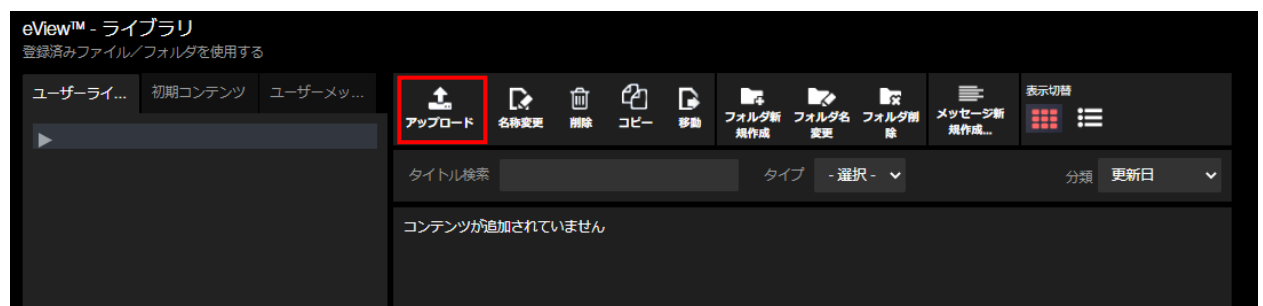 eView™ - ライブラリ
登録済みファイル／フォルダを使用する
ユーザーライ... 初期コンテンツ ユーザーメッ...
アップロード 名称変更 削除 コピー 移動 フォルダ新規作成 フォルダ名変更 フォルダ削除 メッセージ新規作成... 表示切替
タイトル検索 タイプ - 選択 - 分類 更新日
コンテンツが追加されていません